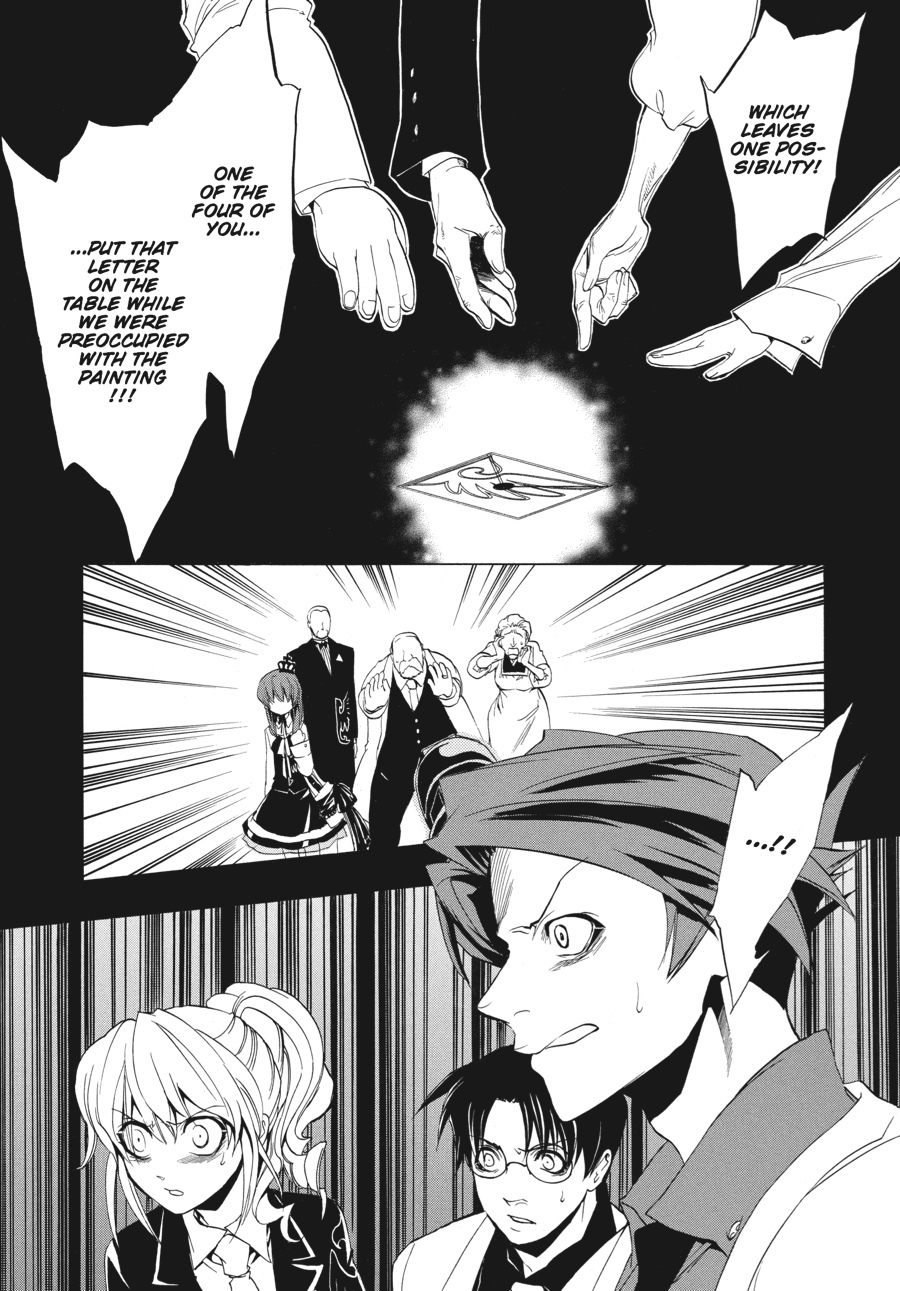 WHICH
LEAVES
ONE POS-
SIBILITY!
ONE
OF THE
FOUR OF
YOU...
...PUT THAT
LETTER
ON THE
TABLE WHILE
WE WERE
PREOCCUPIED
WITH THE
PAINTING
!!!
...!!